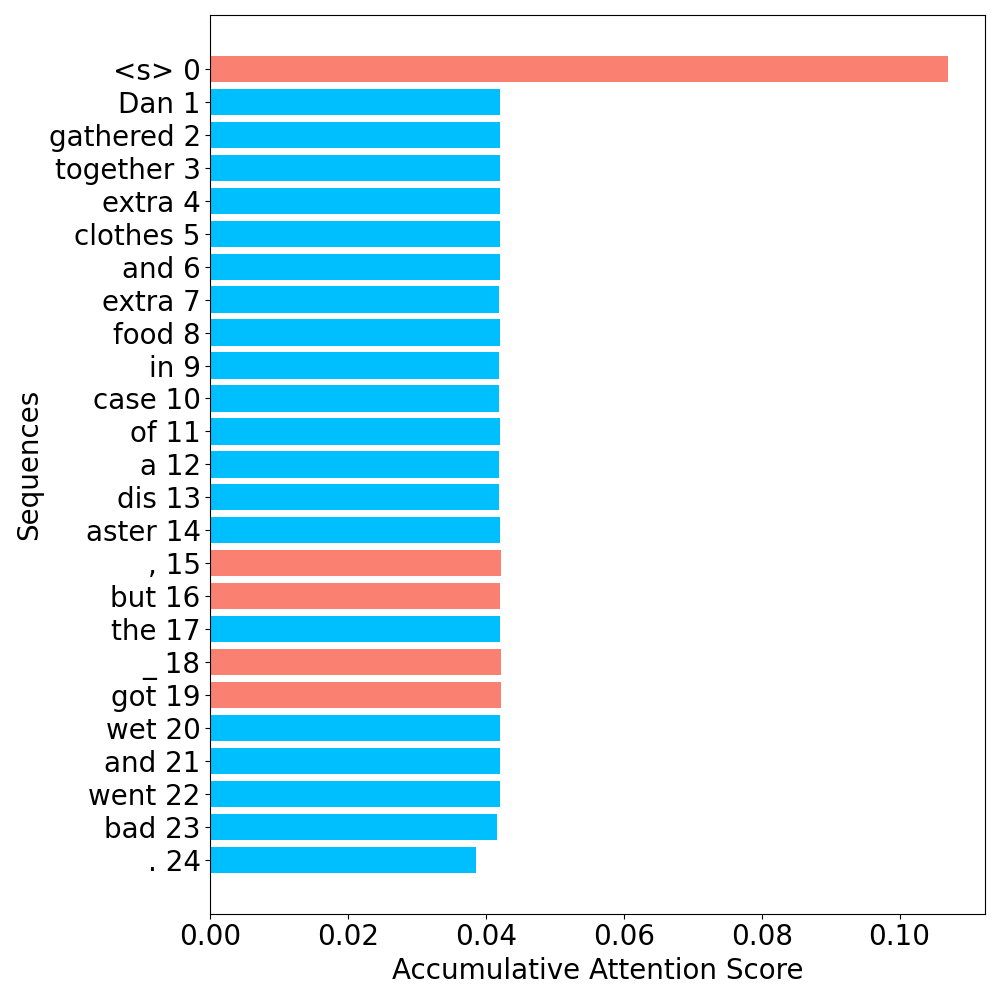 <s> 0
Dan 1
gathered 2
together 3
extra 4
clothes 5
and 6
extra 7
food 8
in 9
case 10
of 11
a 12
dis 13
aster 14
, 15
but 16
the 17
_ 18
got 19
wet 20
and 21
went 22
bad 23
. 24
Sequences
0.00 0.02 0.04 0.06 0.08 0.10
Accumulative Attention Score